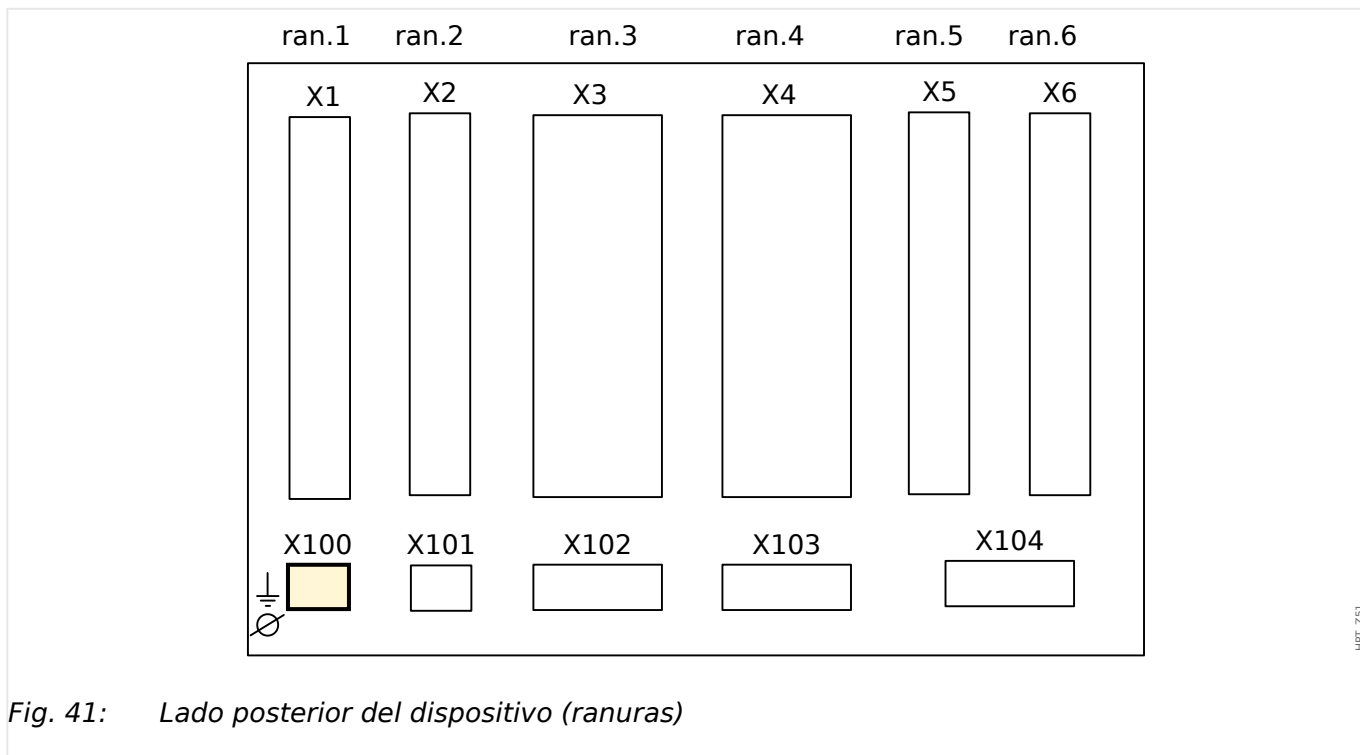 ran.1 ran.2 ran.3 ran.4 ran.5 ran.6
X1 X2 X3 X4 X5 X6
X100 X101 X102 X103 X104
HPT_Z51
Fig. 41: Lado posterior del dispositivo (ranuras)